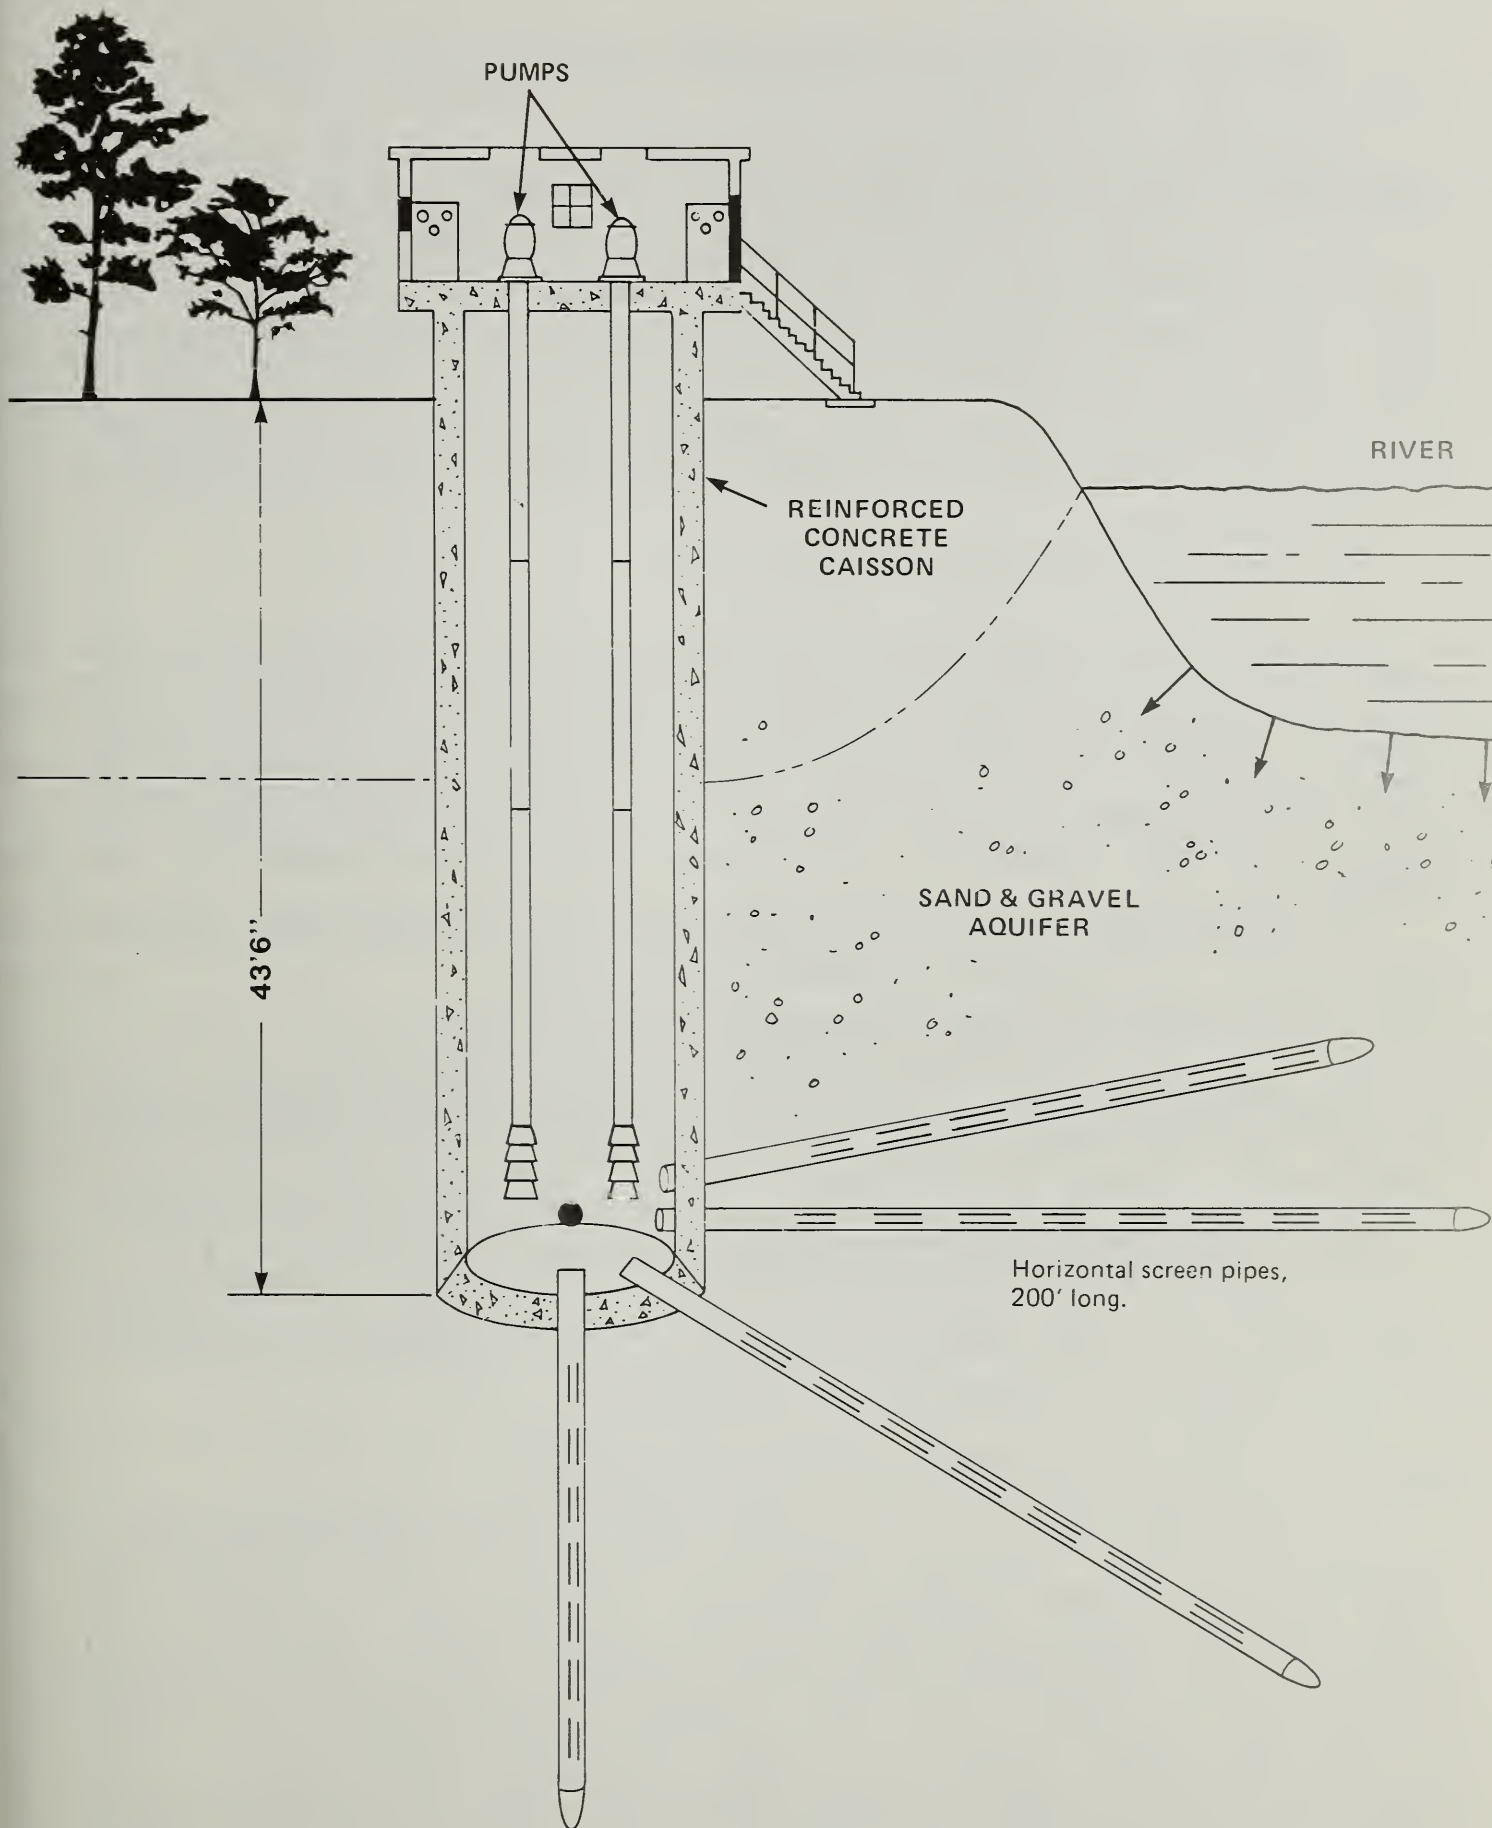 PUMPS
RIVER
REINFORCED
CONCRETE
CAISSON
SAND & GRAVEL
AQUIFER
43'6"
Horizontal screen pipes,
200' long.